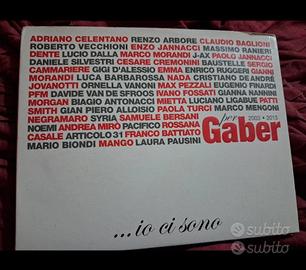 ADRIANO CELENTANO RENZO ARBORE CLAUDIO BAGLIONI
ROBERTO VECCHIONI ENZO JANNACCI MASSIMO RANIERI
DENTE LUCIO DALLA MARCO MORANDI J-AX PAOLO JANNACCI
DANIELE SILVESTRI CESARE CREMONINI BAUSTELLE SERGIO
CAMMARIERE GIGI D'ALESSIO EMMA ENRICO RUGGERI GIANNI
MORANDI LUCA BARBAROSSA NADA CRISTIANO DE ANDRÉ
JOVANOTTI ORNELLA VANONI MAX PEZZALI EUGENIO FINARDI
PFM DAVIDE VAN DE SFROOS IVANO FOSSATI GIANNA NANNINI
MORGAN BIAGIO ANTONACCI MIETTA LUCIANO LIGABUE PATTI
SMITH GIAN PIERO ALLOISIO PAOLA TURCI MARCO MENGONI
NEGRAMARO SYRIA SAMUELE BERSANI
NOEMI ANDREA MIRÒ PACIFICO ROSSANA
CASALE ARTICOLO 31 FRANCO BATTIATO
MARIO BIONDI MANGO LAURA PAUSINI
per 2003 - 2013
Gaber
...io ci sono
subito
subito